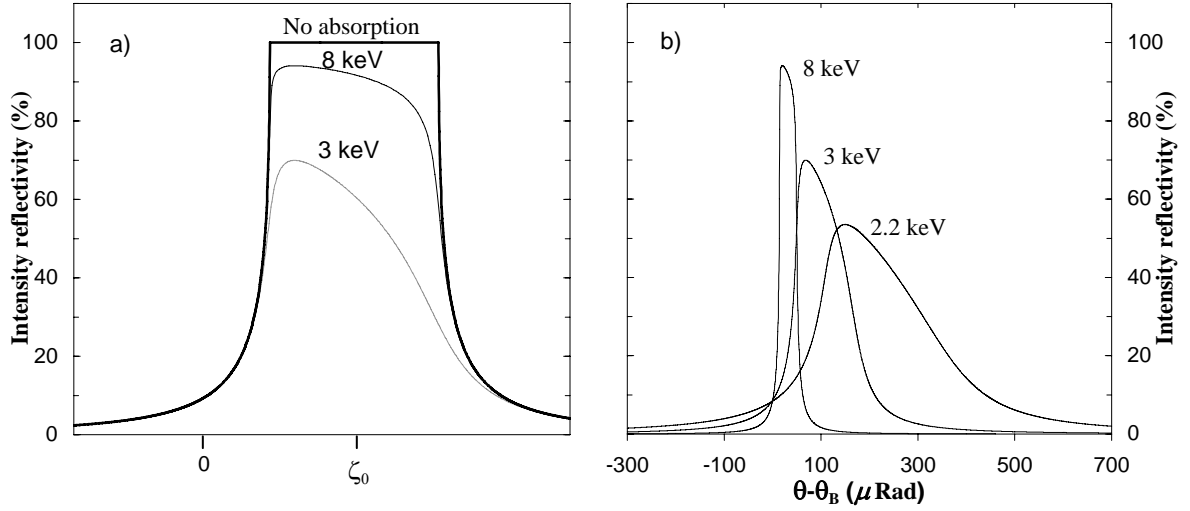 a)
No absorption
8 keV
3 keV
Intensity reflectivity (%)
100
80
60
40
20
0
0
ζ₀
b)
8 keV
3 keV
2.2 keV
100
80
60
40
20
0
Intensity reflectivity (%)
-300 -100 100 300 500 700
θ-θB (μ Rad)